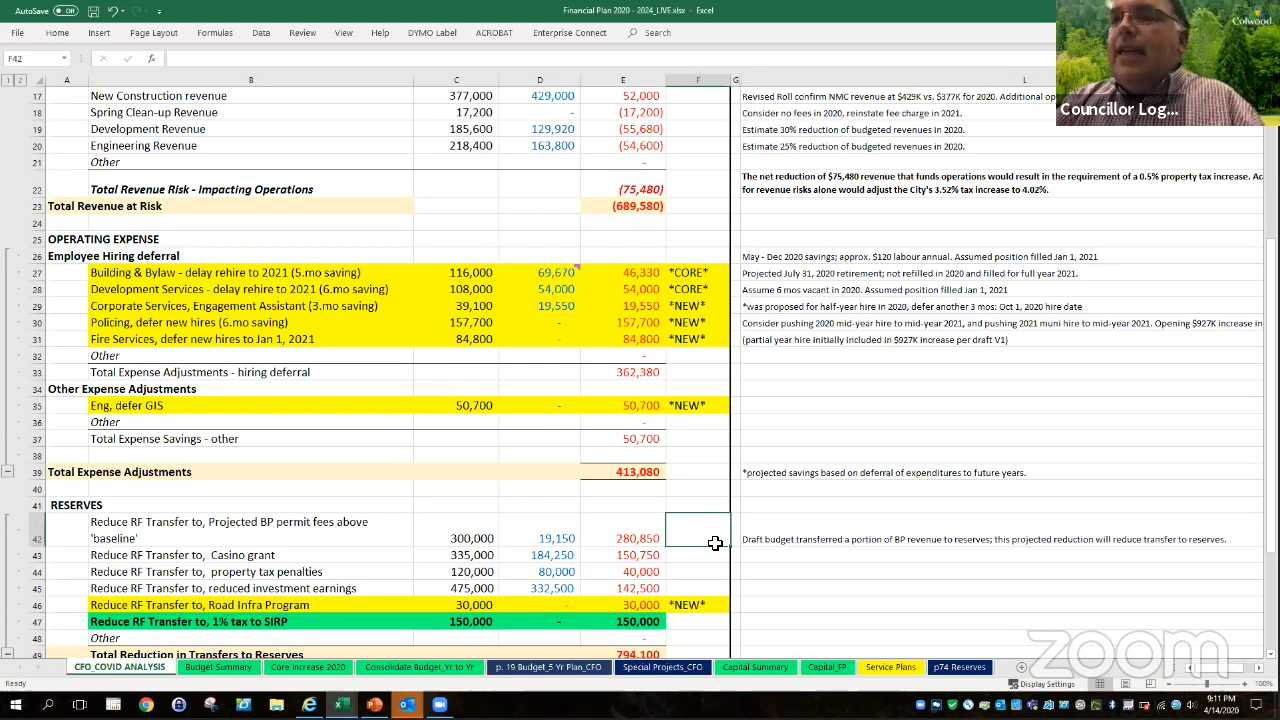 AutoSave Off
Financial Plan 2020 - 2024_LIVE.xlsx - Excel
Colwood
File Home Insert Page Layout Formulas Data Review View Help DYMO Label ACROBAT Enterprise Connect Search
F42 fx
Councillor Log...
1 2 A B C D E F G L
17 New Construction revenue 377,000 429,000 52,000 Revised Roll confirm NMC revenue at $429K vs. $377K for 2020. Additional op
18 Spring Clean-up Revenue 17,200 - (17,200) Consider no fees in 2020, reinstate fee charge in 2021.
19 Development Revenue 185,600 129,920 (55,680) Estimate 30% reduction of budgeted revenues in 2020.
20 Engineering Revenue 218,400 163,800 (54,600) Estimate 25% reduction of budgeted revenues in 2020.
21 Other -
The net reduction of $75,480 revenue that funds operations would result in the requirement of a 0.5% property tax increase. Ac
22 Total Revenue Risk - Impacting Operations (75,480) for revenue risks alone would adjust the City's 3.52% tax increase to 4.02%.
23 Total Revenue at Risk (689,580)
24
25 OPERATING EXPENSE
26 Employee Hiring deferral May - Dec 2020 savings; approx. $120 labour annual. Assumed position filled Jan 1, 2021
27 Building & Bylaw - delay rehire to 2021 (5.mo saving) 116,000 69,670 46,330 *CORE* Projected July 31, 2020 retirement; not refilled in 2020 and filled for full year 2021.
28 Development Services - delay rehire to 2021 (6.mo saving) 108,000 54,000 54,000 *CORE* Assume 6 mos vacant in 2020. Assumed position filled Jan 1, 2021
29 Corporate Services, Engagement Assistant (3.mo saving) 39,100 19,550 19,550 *NEW* *was proposed for half-year hire in 2020, defer another 3 mos: Oct 1, 2020 hire date
30 Policing, defer new hires (6.mo saving) 157,700 - 157,700 *NEW* Consider pushing 2020 mid-year hire to mid-year 2021, and pushing 2021 muni hire to mid-year 2021. Opening $927K increase in
31 Fire Services, defer new hires to Jan 1, 2021 84,800 - 84,800 *NEW* (partial year hire initially included in $927K increase per draft V1)
32 Other -
33 Total Expense Adjustments - hiring deferral 362,380
34 Other Expense Adjustments
35 Eng, defer GIS 50,700 - 50,700 *NEW*
36 Other -
37 Total Expense Savings - other 50,700
38
39 Total Expense Adjustments 413,080 *projected savings based on deferral of expenditures to future years.
40
41 RESERVES
Reduce RF Transfer to, Projected BP permit fees above
42 'baseline' 300,000 19,150 280,850 Draft budget transferred a portion of BP revenue to reserves; this projected reduction will reduce transfer to reserves.
43 Reduce RF Transfer to, Casino grant 335,000 184,250 150,750
44 Reduce RF Transfer to, property tax penalties 120,000 80,000 40,000
45 Reduce RF Transfer to, reduced investment earnings 475,000 332,500 142,500
46 Reduce RF Transfer to, Road Infra Program 30,000 - 30,000 *NEW*
47 Reduce RF Transfer to, 1% tax to SIRP 150,000 - 150,000
48 Other -
49 Total Reduction in Transfers to Reserves 794,100
CFO_COVID ANALYSIS Budget Summary Core Increase 2020 Consolidate Budget_Yr to Yr p. 19 Budget_5 Yr Plan_CFO Special Projects_CFO Capital Summary Capital_FP Service Plans p74 Reserves
zoom
Ready Display Settings 100%
9:11 PM
4/14/2020